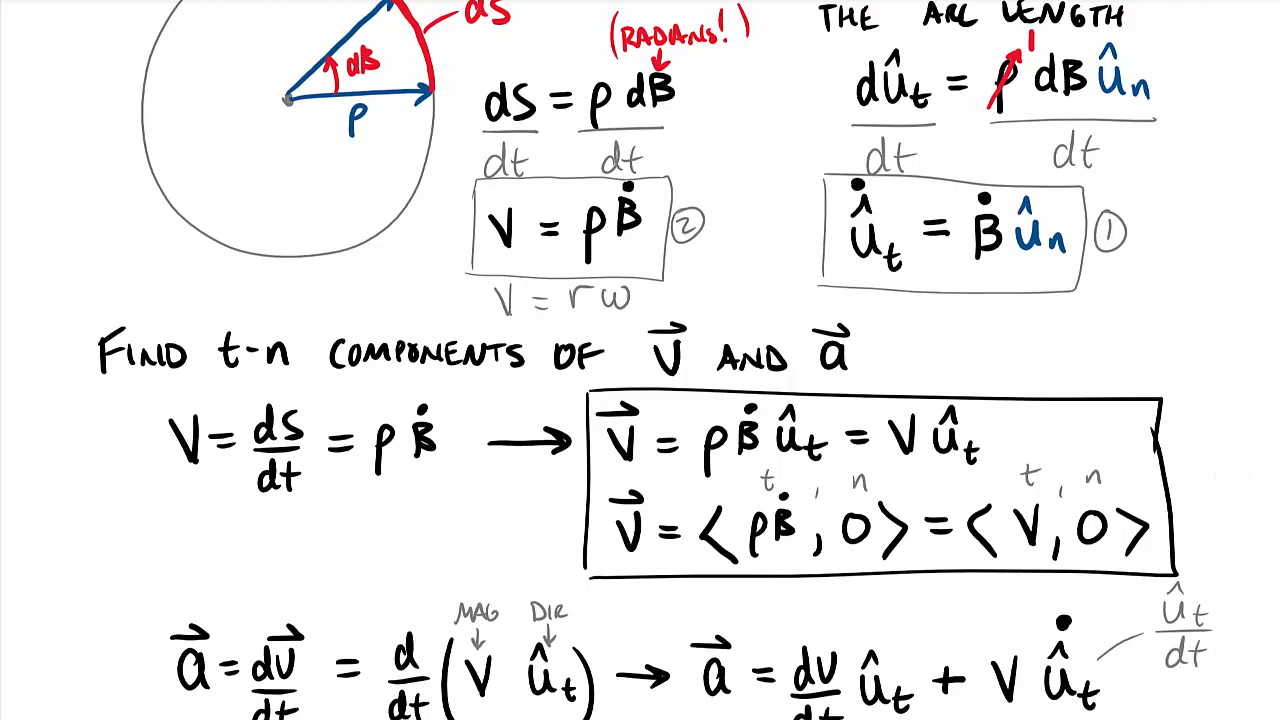 dS
(RADIANS!)
THE ARC LENGTH
dβ
ρ
dS = ρ dβ
dt dt
dû_t = ρ 1 dβ û_n
dt dt
V = ρβ̇ ②
û̇_t = β̇ û_n ①
V = rω
FIND t-n COMPONENTS OF V⃗ AND a⃗
V = dS/dt = ρβ̇ → V⃗ = ρβ̇ û_t = V û_t
t , n t , n
V⃗ = <ρβ̇, 0> = <V, 0>
MAG DIR
û_t/dt
a⃗ = dV⃗/dt = d/dt (V û_t) → a⃗ = dV/dt û_t + V û̇_t